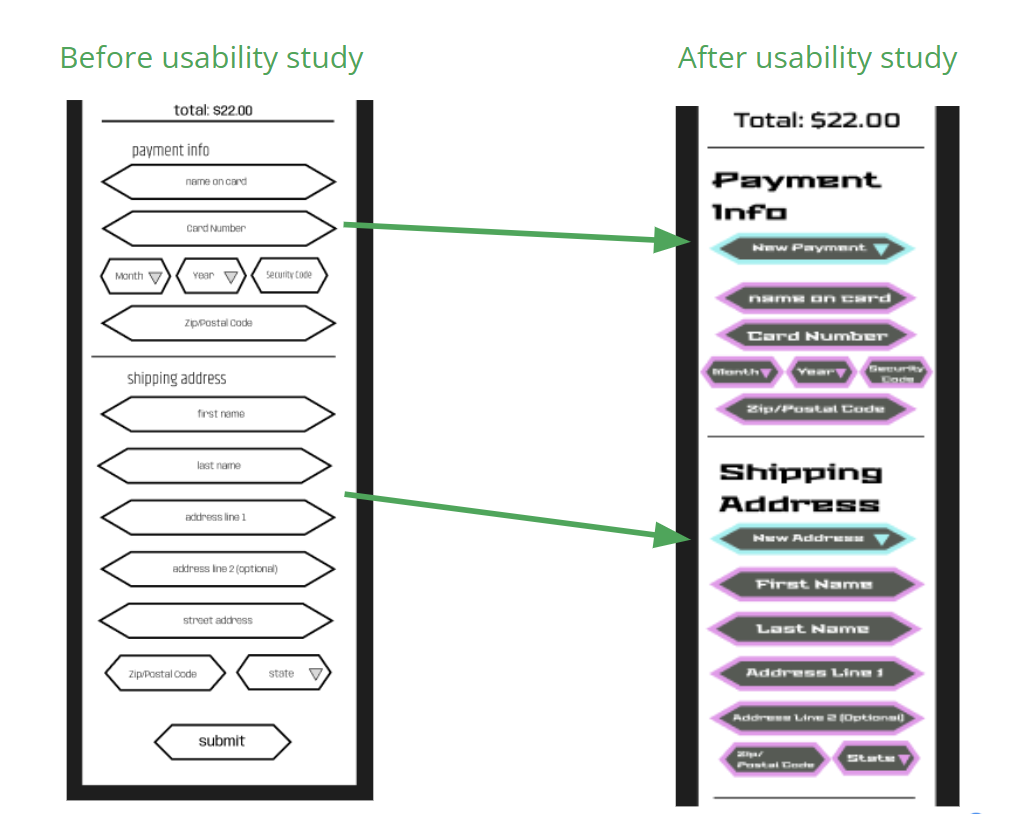 Before usability study
After usability study
total: $22.00
payment info
name on card
Card Number
Month
Year
Security Code
Zip/Postal Code
shipping address
first name
last name
address line 1
address line 2 (optional)
street address
Zip/Postal Code
state
submit
Total: $22.00
Payment
Info
New Payment
name on card
Card Number
Month
Year
Security
Code
Zip/Postal Code
Shipping
Address
New Address
First Name
Last Name
Address Line 1
Address Line 2 (Optional)
Zip/
Postal Code
State